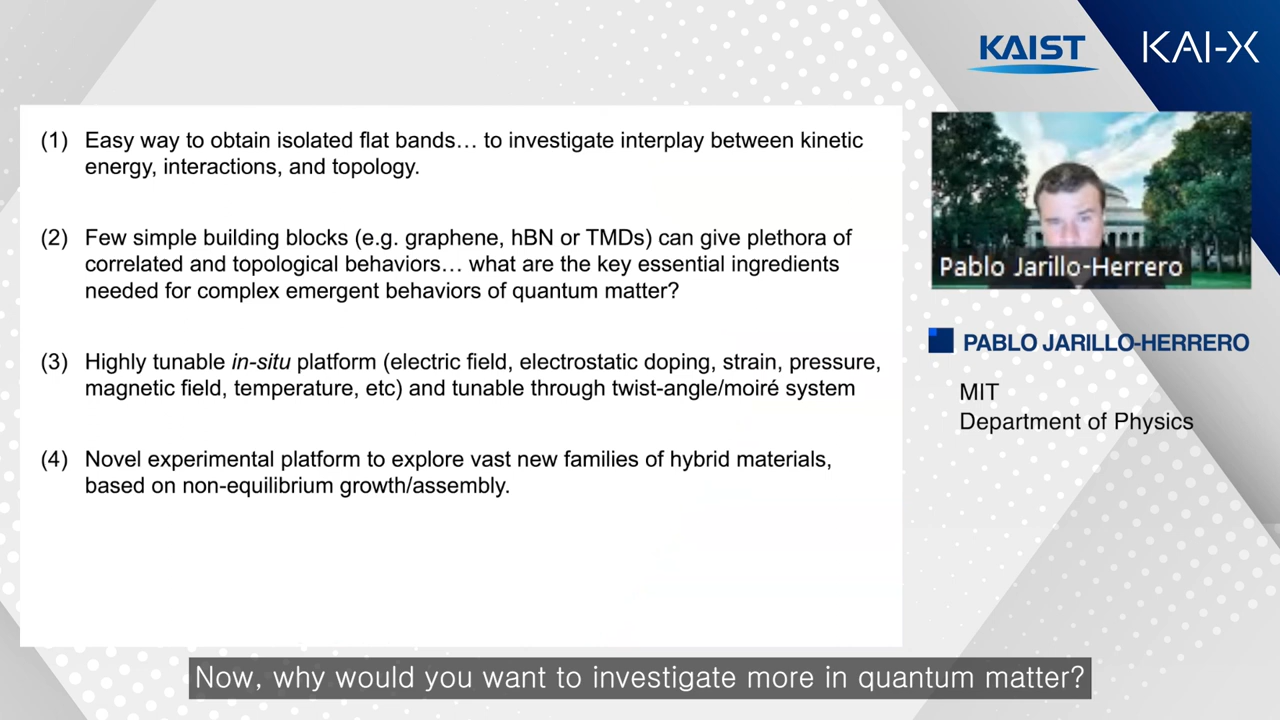 KAIST
KAI-X
(1) Easy way to obtain isolated flat bands… to investigate interplay between kinetic
energy, interactions, and topology.
(2) Few simple building blocks (e.g. graphene, hBN or TMDs) can give plethora of
correlated and topological behaviors… what are the key essential ingredients
needed for complex emergent behaviors of quantum matter?
(3) Highly tunable in-situ platform (electric field, electrostatic doping, strain, pressure,
magnetic field, temperature, etc) and tunable through twist-angle/moiré system
(4) Novel experimental platform to explore vast new families of hybrid materials,
based on non-equilibrium growth/assembly.
Pablo Jarillo-Herrero
PABLO JARILLO-HERRERO
MIT
Department of Physics
Now, why would you want to investigate more in quantum matter?